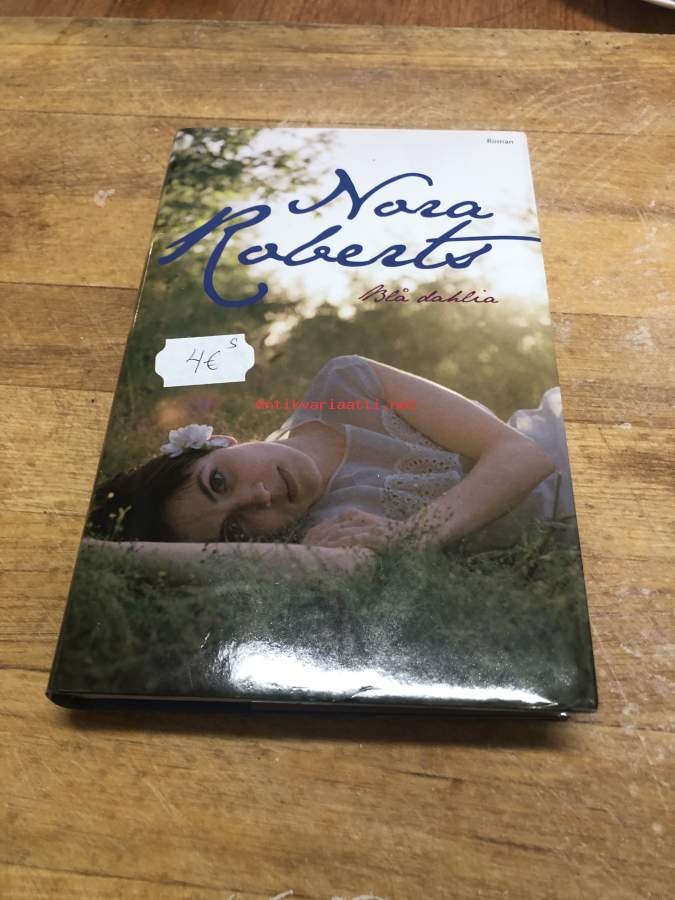 Roman
Nora
Roberts
Blå dahlia
4€ s
Antikvariaatti.net